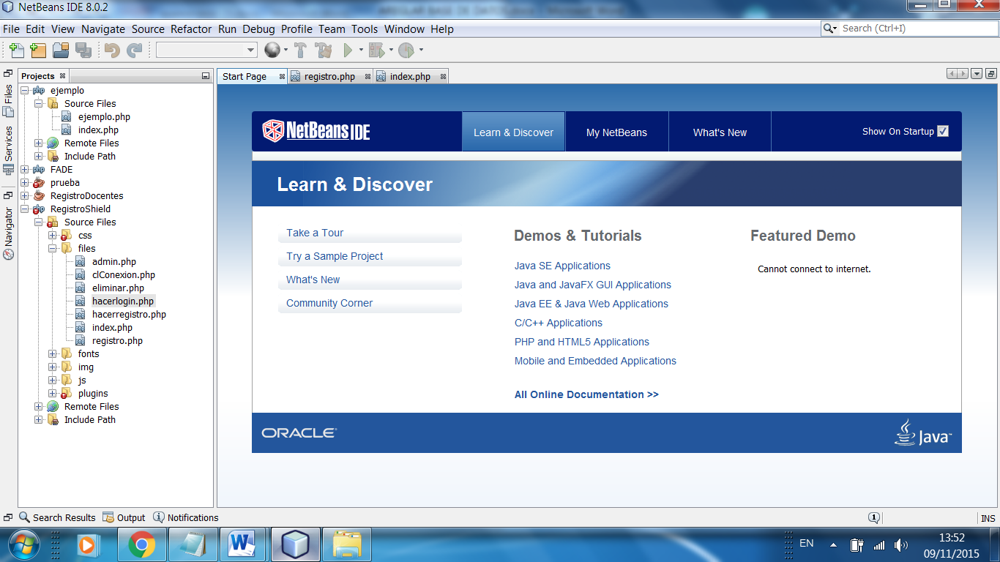 NetBeans IDE 8.0.2
File Edit View Navigate Source Refactor Run Debug Profile Team Tools Window Help
Search (Ctrl+I)
Files
Services
Navigator
Projects
ejemplo
Source Files
ejemplo.php
index.php
Remote Files
Include Path
FADE
prueba
RegistroDocentes
RegistroShield
Source Files
css
files
admin.php
clConexion.php
eliminar.php
hacerlogin.php
hacerregistro.php
index.php
registro.php
fonts
img
js
plugins
Remote Files
Include Path
Start Page registro.php index.php
NetBeans IDE
Learn & Discover My NetBeans What's New Show On Startup
Learn & Discover
Take a Tour
Try a Sample Project
What's New
Community Corner
Demos & Tutorials
Java SE Applications
Java and JavaFX GUI Applications
Java EE & Java Web Applications
C/C++ Applications
PHP and HTML5 Applications
Mobile and Embedded Applications
All Online Documentation >>
Featured Demo
Cannot connect to internet.
ORACLE
Java
Search Results Output Notifications
1
INS
EN
13:52
09/11/2015